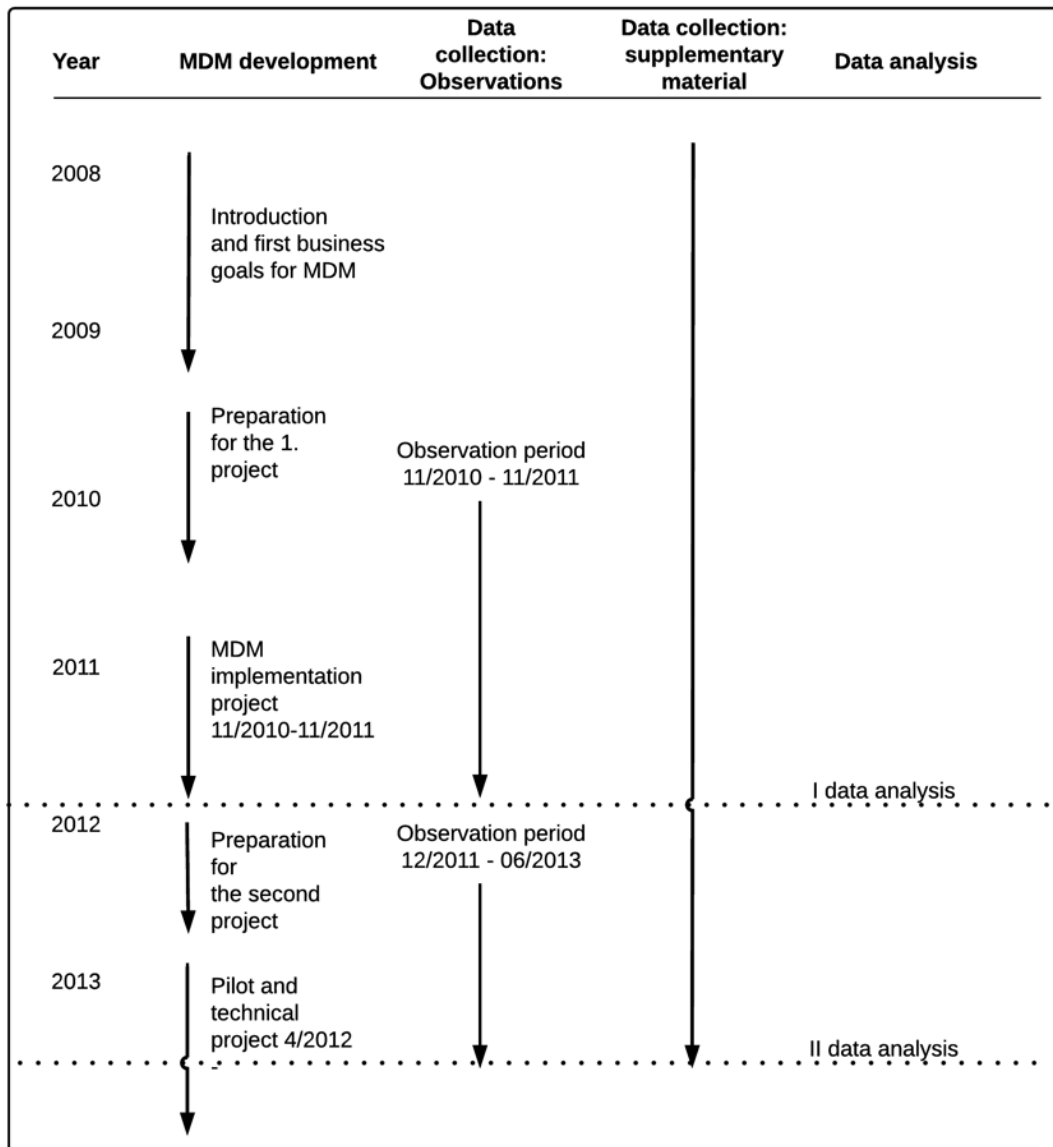 Year
MDM development
Data
collection:
Observations
Data collection:
supplementary
material
Data analysis
2008
Introduction
and first business
goals for MDM
2009
Preparation
for the 1.
project
Observation period
11/2010 - 11/2011
2010
MDM
implementation
project
11/2010-11/2011
2011
I data analysis
2012
Preparation
for
the second
project
Observation period
12/2011 - 06/2013
2013
Pilot and
technical
project 4/2012
-
II data analysis